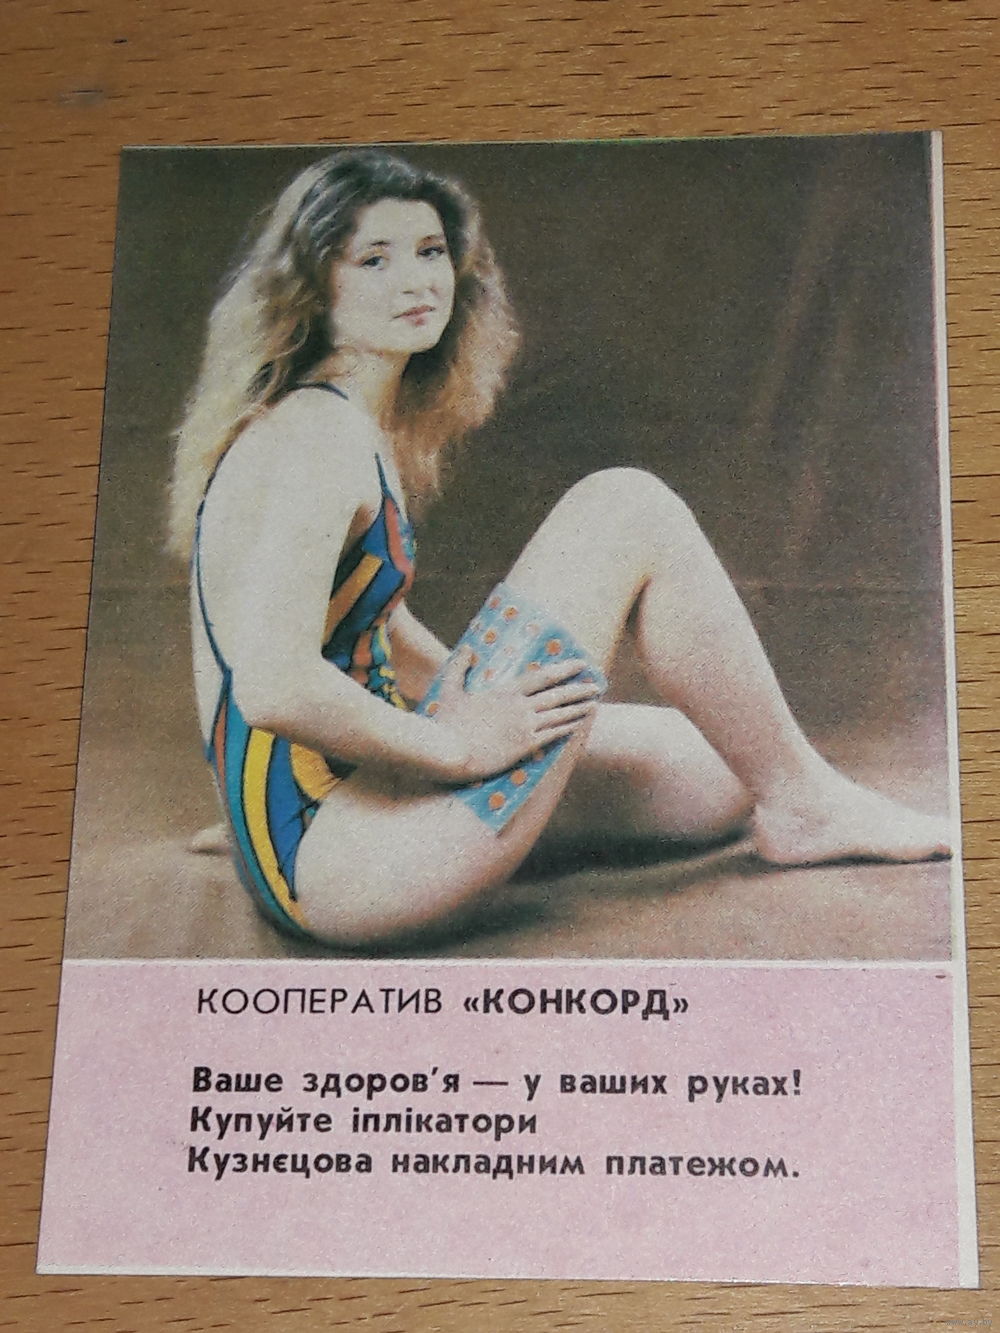 КООПЕРАТИВ «КОНКОРД»
Ваше здоров'я — у ваших руках!
Купуйте іплікатори
Кузнєцова накладним платежом.